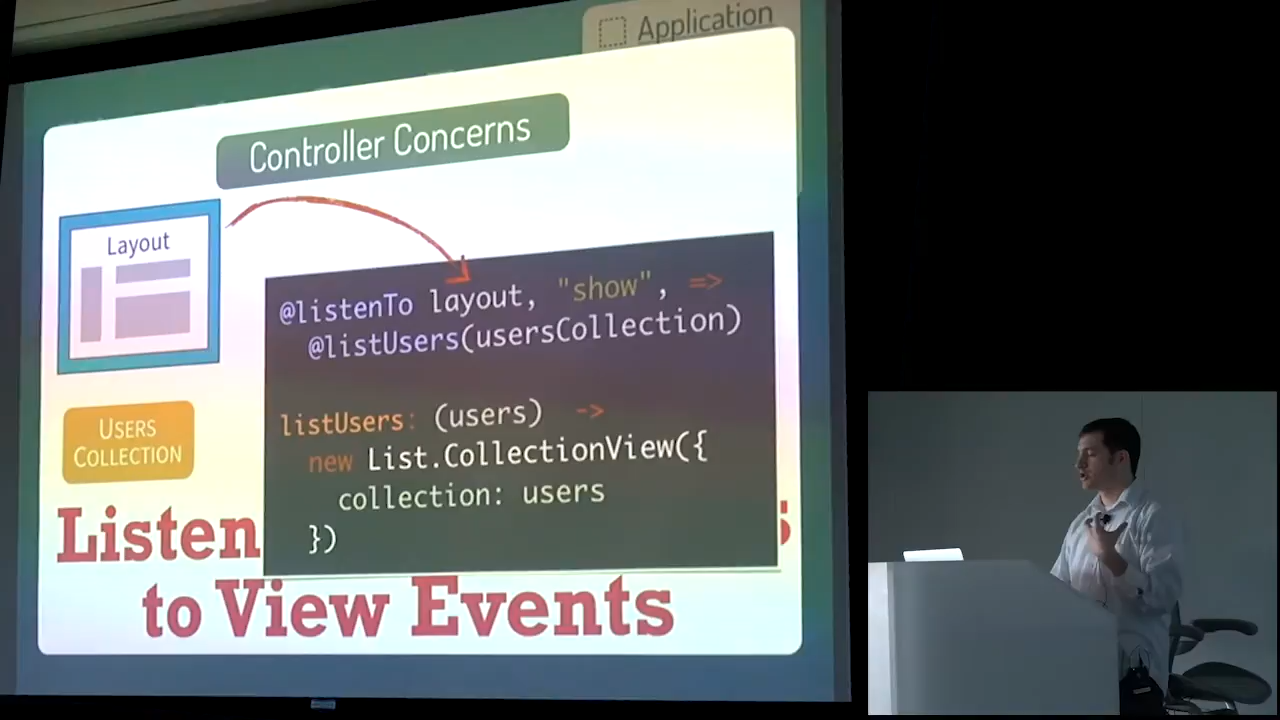 Application
Controller Concerns
Layout
@listenTo layout, "show", =>
@listUsers(usersCollection)
listUsers: (users) ->
new List.CollectionView({
collection: users
})
USERS
COLLECTION
Listen
to View Events